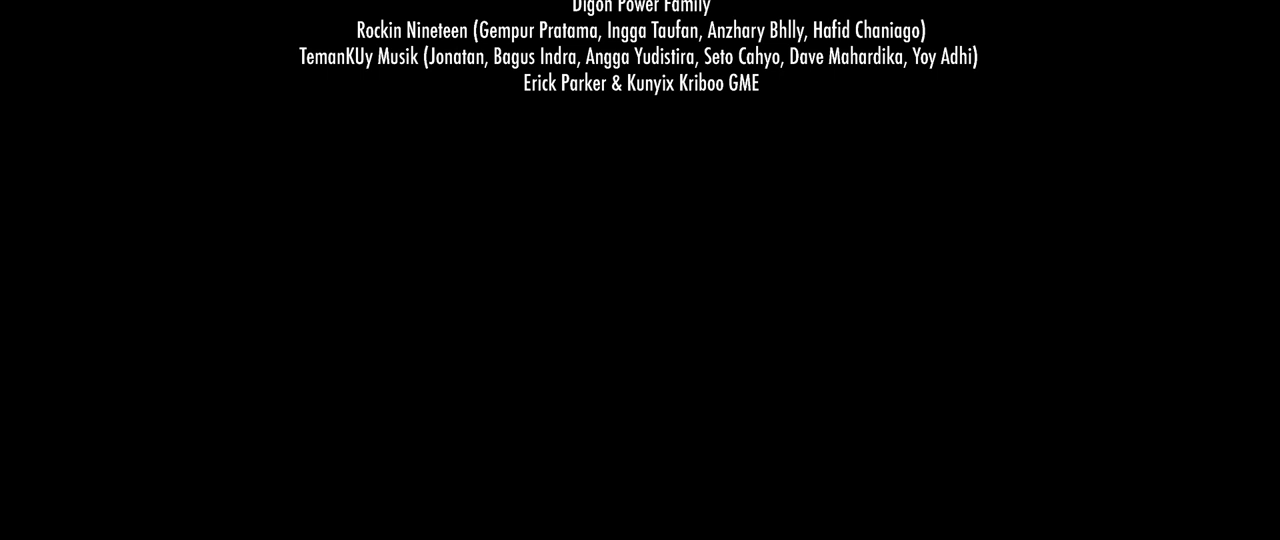 Digon Power Family
Rockin Nineteen (Gempur Pratama, Ingga Taufan, Anzhary Bhlly, Hafid Chaniago)
TemanKUy Musik (Jonatan, Bagus Indra, Angga Yudistira, Seto Cahyo, Dave Mahardika, Yoy Adhi)
Erick Parker & Kunyix Kriboo GME